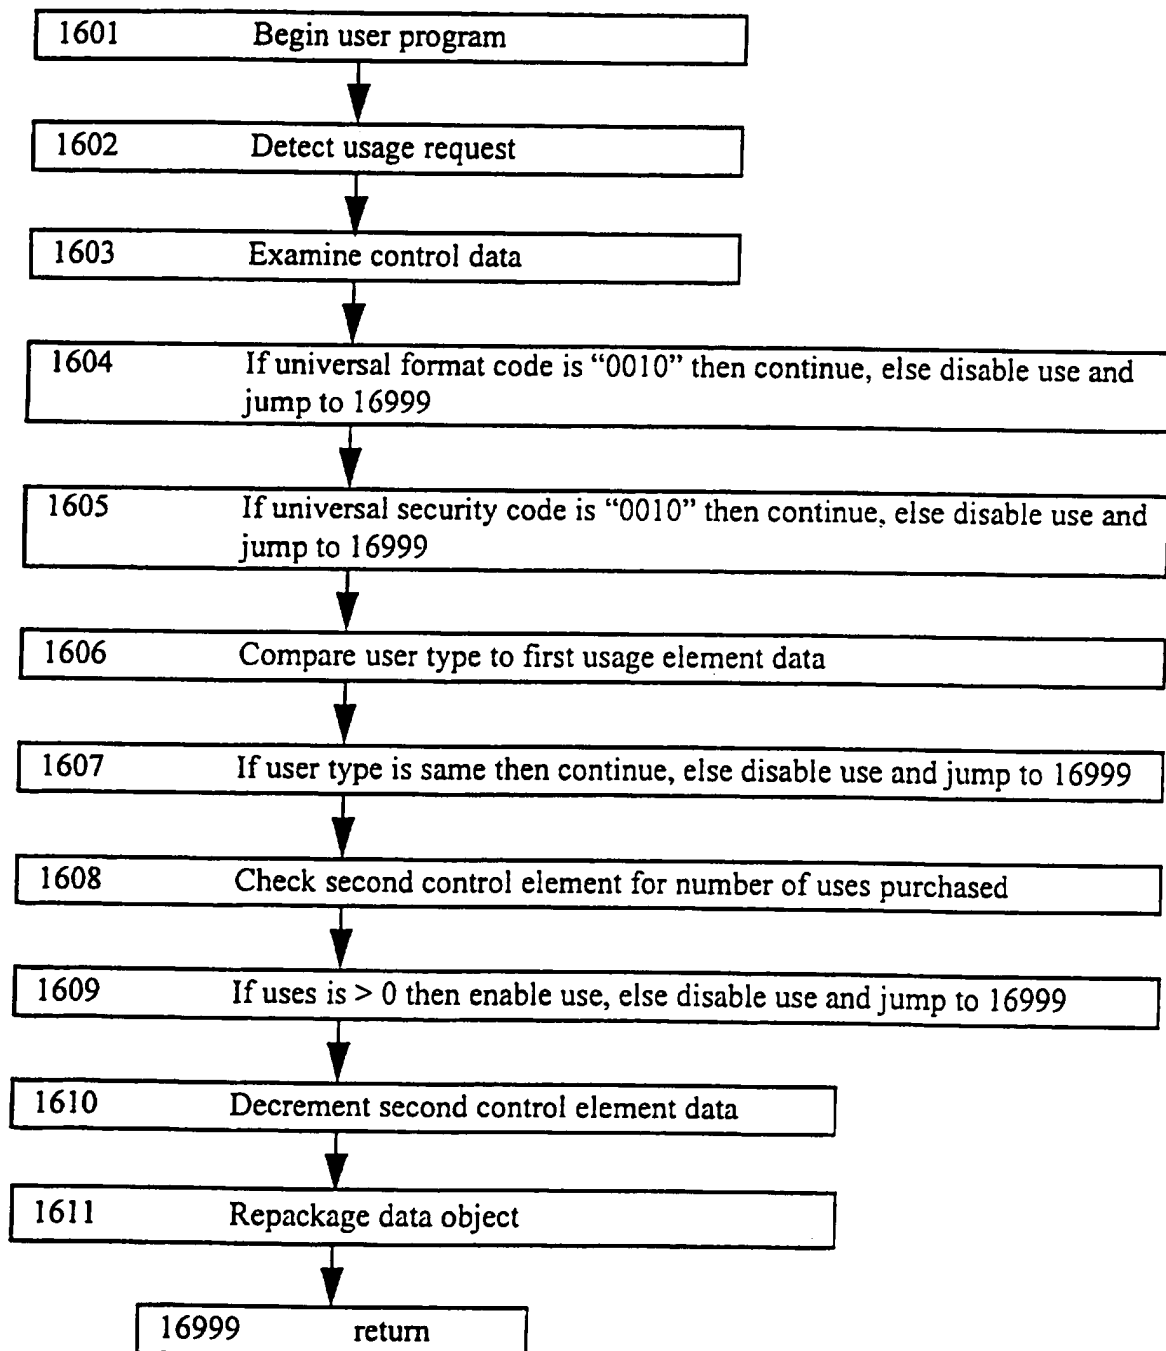 1601 Begin user program
1602 Detect usage request
1603 Examine control data
1604 If universal format code is “0010” then continue, else disable use and
jump to 16999
1605 If universal security code is “0010” then continue, else disable use and
jump to 16999
1606 Compare user type to first usage element data
1607 If user type is same then continue, else disable use and jump to 16999
1608 Check second control element for number of uses purchased
1609 If uses is > 0 then enable use, else disable use and jump to 16999
1610 Decrement second control element data
1611 Repackage data object
16999 return